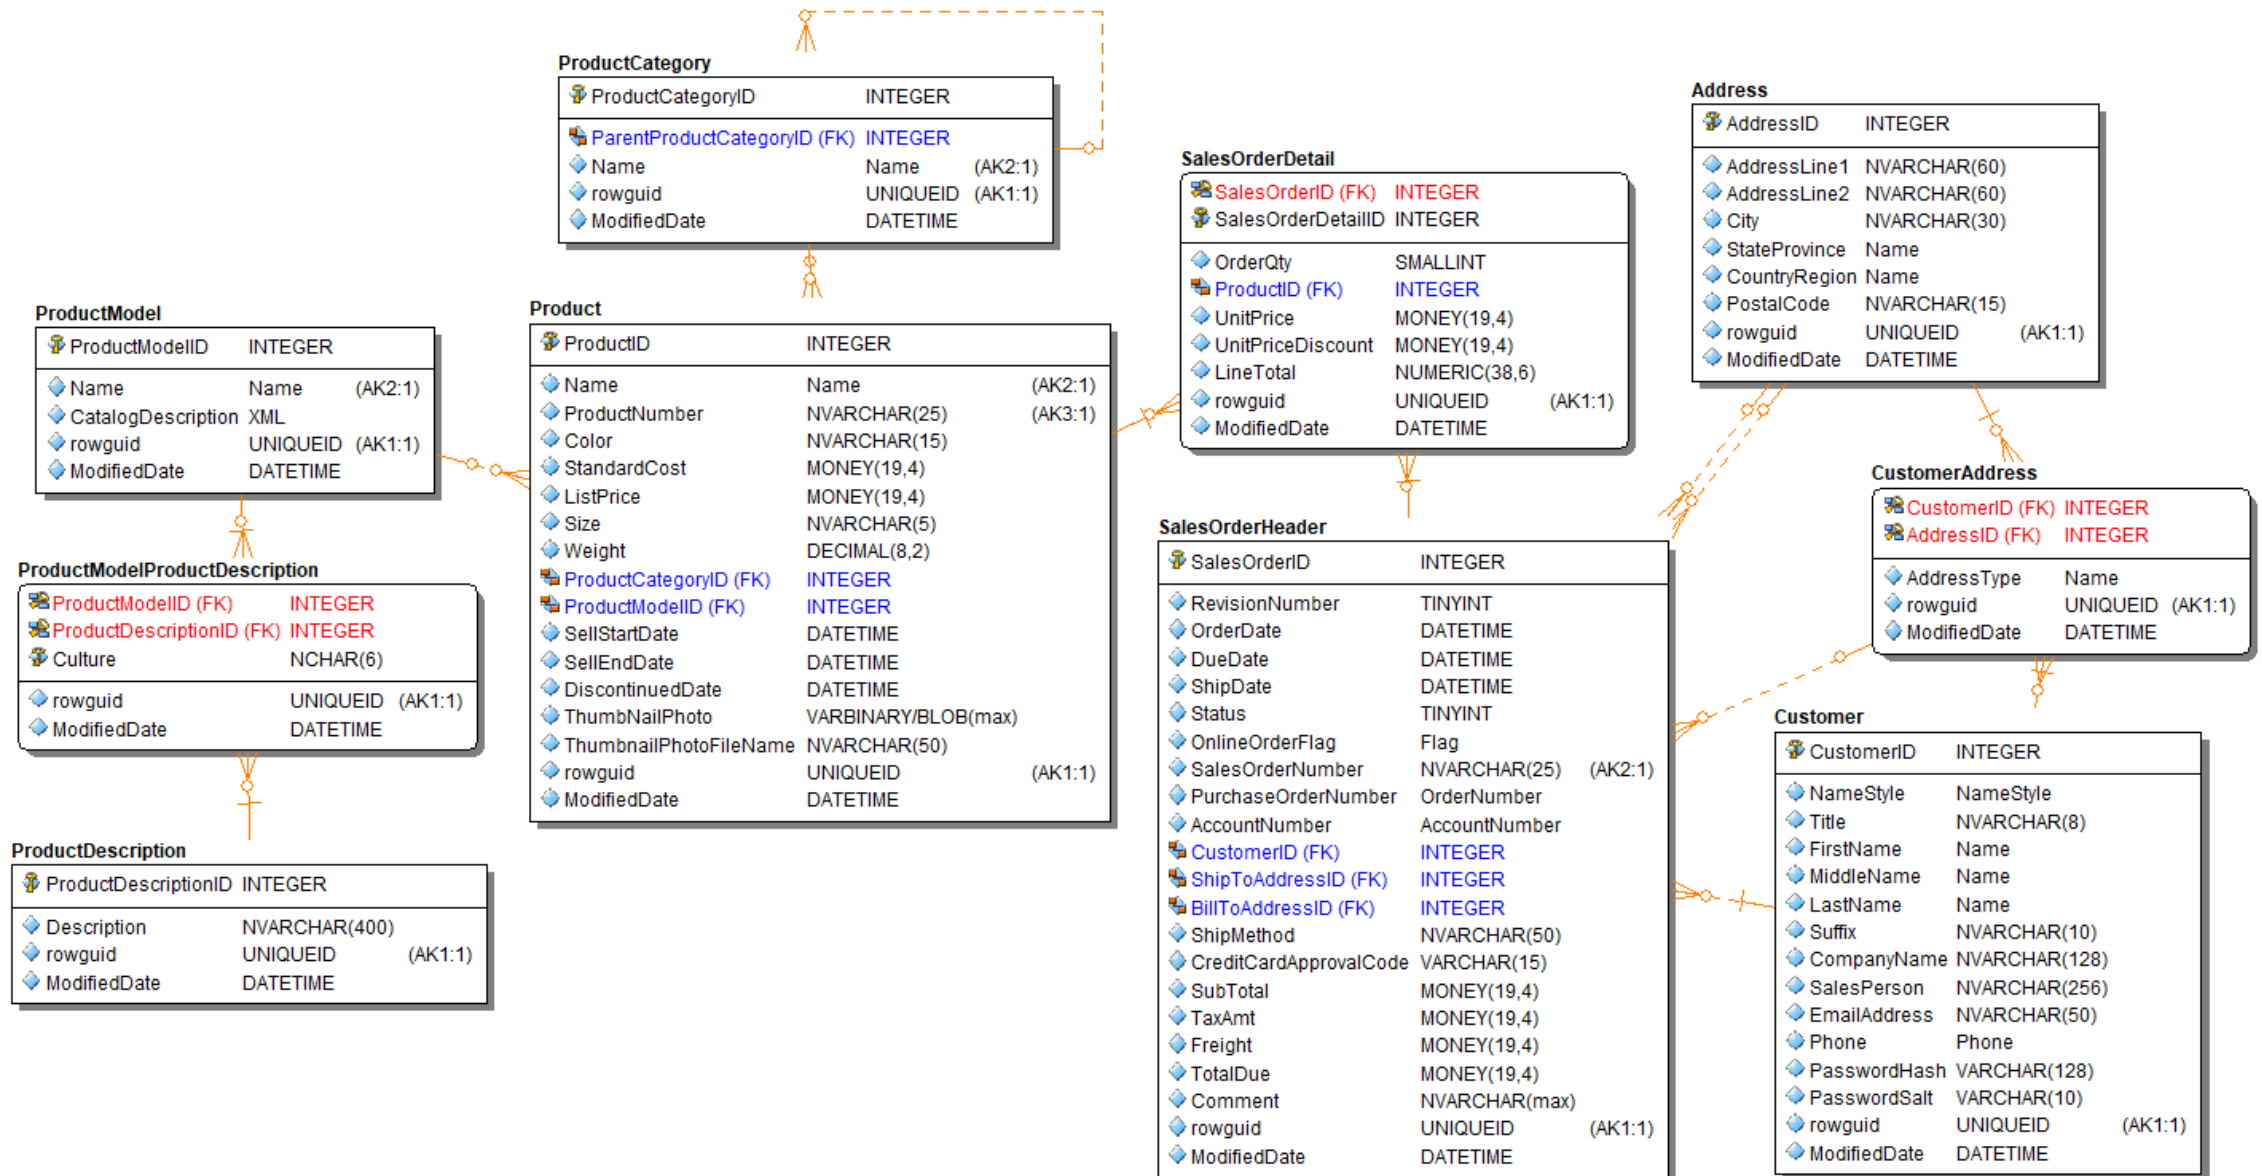 ProductCategory
ProductCategoryID INTEGER
ParentProductCategoryID (FK) INTEGER
Name Name (AK2:1)
rowguid UNIQUEID (AK1:1)
ModifiedDate DATETIME
ProductModel
ProductModelID INTEGER
Name Name (AK2:1)
CatalogDescription XML
rowguid UNIQUEID (AK1:1)
ModifiedDate DATETIME
ProductModelProductDescription
ProductModelID (FK) INTEGER
ProductDescriptionID (FK) INTEGER
Culture NCHAR(6)
rowguid UNIQUEID (AK1:1)
ModifiedDate DATETIME
ProductDescription
ProductDescriptionID INTEGER
Description NVARCHAR(400)
rowguid UNIQUEID (AK1:1)
ModifiedDate DATETIME
Product
ProductID INTEGER
Name Name (AK2:1)
ProductNumber NVARCHAR(25) (AK3:1)
Color NVARCHAR(15)
StandardCost MONEY(19,4)
ListPrice MONEY(19,4)
Size NVARCHAR(5)
Weight DECIMAL(8,2)
ProductCategoryID (FK) INTEGER
ProductModelID (FK) INTEGER
SellStartDate DATETIME
SellEndDate DATETIME
DiscontinuedDate DATETIME
ThumbNailPhoto VARBINARY/BLOB(max)
ThumbnailPhotoFileName NVARCHAR(50)
rowguid UNIQUEID (AK1:1)
ModifiedDate DATETIME
SalesOrderDetail
SalesOrderID (FK) INTEGER
SalesOrderDetailID INTEGER
OrderQty SMALLINT
ProductID (FK) INTEGER
UnitPrice MONEY(19,4)
UnitPriceDiscount MONEY(19,4)
LineTotal NUMERIC(38,6)
rowguid UNIQUEID (AK1:1)
ModifiedDate DATETIME
SalesOrderHeader
SalesOrderID INTEGER
RevisionNumber TINYINT
OrderDate DATETIME
DueDate DATETIME
ShipDate DATETIME
Status TINYINT
OnlineOrderFlag Flag
SalesOrderNumber NVARCHAR(25) (AK2:1)
PurchaseOrderNumber OrderNumber
AccountNumber AccountNumber
CustomerID (FK) INTEGER
ShipToAddressID (FK) INTEGER
BillToAddressID (FK) INTEGER
ShipMethod NVARCHAR(50)
CreditCardApprovalCode VARCHAR(15)
SubTotal MONEY(19,4)
TaxAmt MONEY(19,4)
Freight MONEY(19,4)
TotalDue MONEY(19,4)
Comment NVARCHAR(max)
rowguid UNIQUEID (AK1:1)
ModifiedDate DATETIME
Address
AddressID INTEGER
AddressLine1 NVARCHAR(60)
AddressLine2 NVARCHAR(60)
City NVARCHAR(30)
StateProvince Name
CountryRegion Name
PostalCode NVARCHAR(15)
rowguid UNIQUEID (AK1:1)
ModifiedDate DATETIME
CustomerAddress
CustomerID (FK) INTEGER
AddressID (FK) INTEGER
AddressType Name
rowguid UNIQUEID (AK1:1)
ModifiedDate DATETIME
Customer
CustomerID INTEGER
NameStyle NameStyle
Title NVARCHAR(8)
FirstName Name
MiddleName Name
LastName Name
Suffix NVARCHAR(10)
CompanyName NVARCHAR(128)
SalesPerson NVARCHAR(256)
EmailAddress NVARCHAR(50)
Phone Phone
PasswordHash VARCHAR(128)
PasswordSalt VARCHAR(10)
rowguid UNIQUEID (AK1:1)
ModifiedDate DATETIME